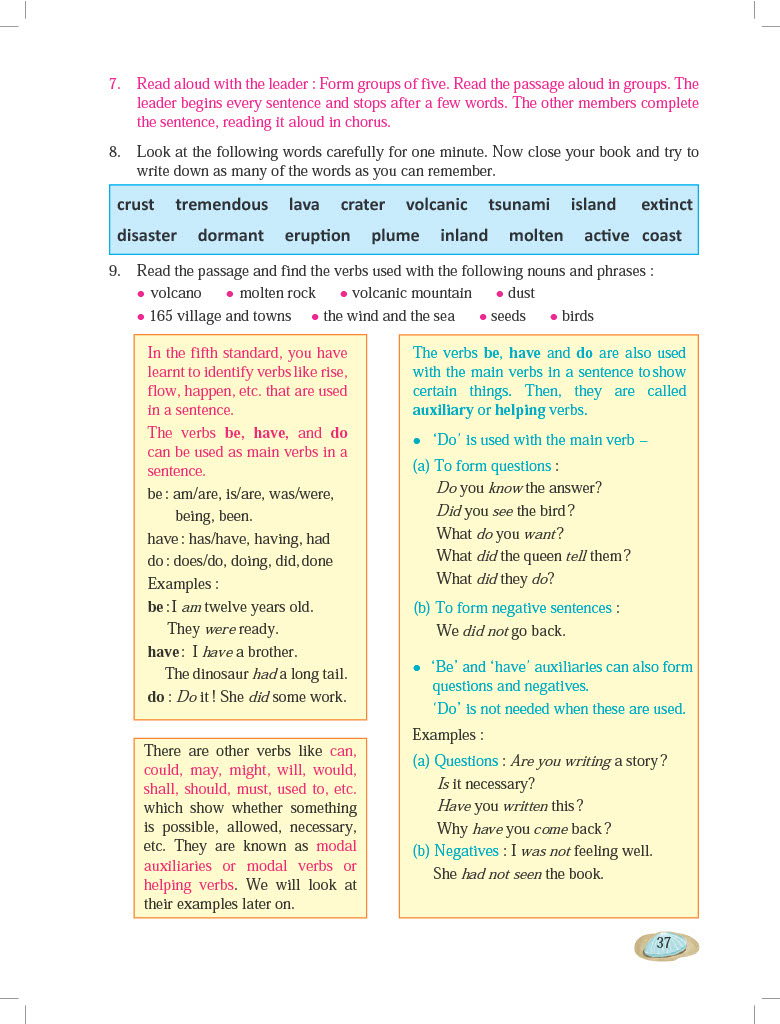 7. Read aloud with the leader : Form groups of five. Read the passage aloud in groups. The
leader begins every sentence and stops after a few words. The other members complete
the sentence, reading it aloud in chorus.
8. Look at the following words carefully for one minute. Now close your book and try to
write down as many of the words as you can remember.
crust tremendous lava crater volcanic tsunami island extinct
disaster dormant eruption plume inland molten active coast
9. Read the passage and find the verbs used with the following nouns and phrases :
• volcano • molten rock • volcanic mountain • dust
• 165 village and towns • the wind and the sea • seeds • birds
In the fifth standard, you have
learnt to identify verbs like rise,
flow, happen, etc. that are used
in a sentence.
The verbs be, have, and do
can be used as main verbs in a
sentence.
be : am/are, is/are, was/were,
being, been.
have : has/have, having, had
do : does/do, doing, did, done
Examples :
be : I am twelve years old.
They were ready.
have : I have a brother.
The dinosaur had a long tail.
do : Do it ! She did some work.
There are other verbs like can,
could, may, might, will, would,
shall, should, must, used to, etc.
which show whether something
is possible, allowed, necessary,
etc. They are known as modal
auxiliaries or modal verbs or
helping verbs. We will look at
their examples later on.
The verbs be, have and do are also used
with the main verbs in a sentence to show
certain things. Then, they are called
auxiliary or helping verbs.
• ‘Do’ is used with the main verb –
(a) To form questions :
Do you know the answer?
Did you see the bird?
What do you want?
What did the queen tell them?
What did they do?
(b) To form negative sentences :
We did not go back.
• ‘Be’ and ‘have’ auxiliaries can also form
questions and negatives.
‘Do’ is not needed when these are used.
Examples :
(a) Questions : Are you writing a story?
Is it necessary?
Have you written this?
Why have you come back?
(b) Negatives : I was not feeling well.
She had not seen the book.
37